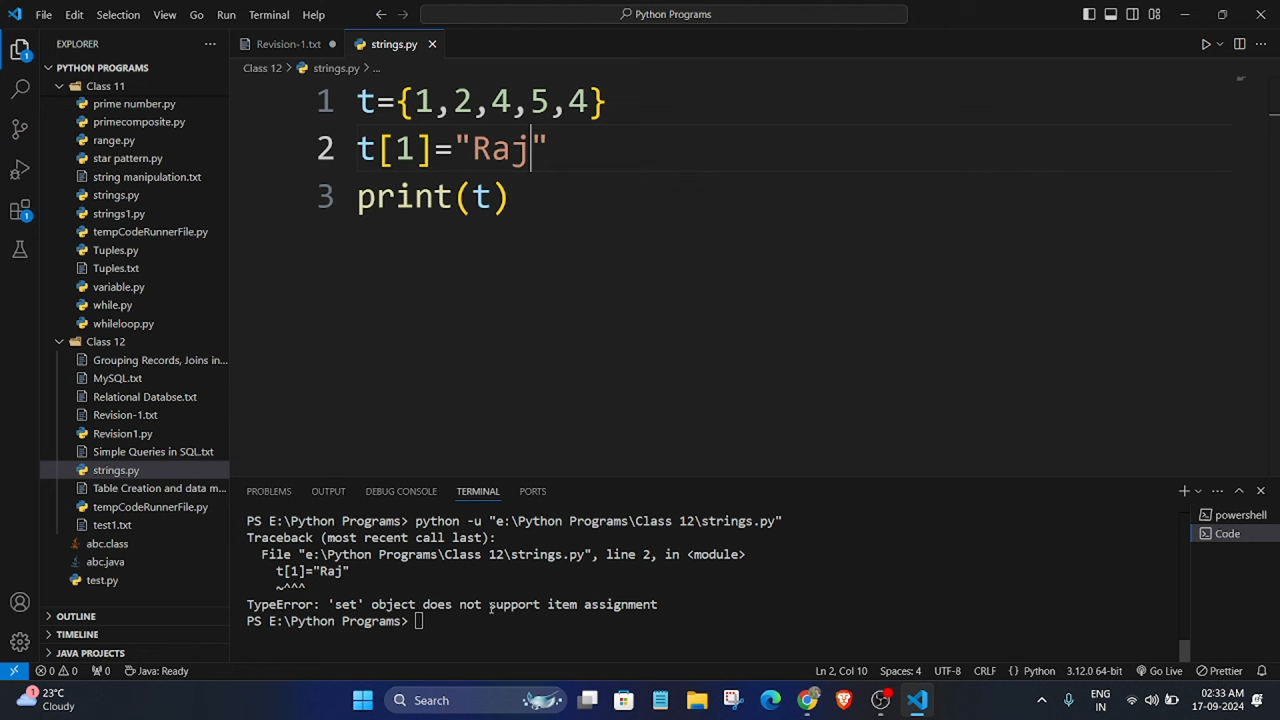 File Edit Selection View Go Run Terminal Help
Python Programs
EXPLORER
PYTHON PROGRAMS
Class 11
prime number.py
primecomposite.py
range.py
star pattern.py
string manipulation.txt
strings.py
strings1.py
tempCodeRunnerFile.py
Tuples.py
Tuples.txt
variable.py
while.py
whileloop.py
Class 12
Grouping Records, Joins in...
MySQL.txt
Relational Databse.txt
Revision-1.txt
Revision1.py
Simple Queries in SQL.txt
strings.py
Table Creation and data m...
tempCodeRunnerFile.py
test1.txt
abc.class
abc.java
test.py
OUTLINE
TIMELINE
JAVA PROJECTS
1
1
Revision-1.txt strings.py
Class 12 > strings.py > ...
1 t={1,2,4,5,4}
2 t[1]="Raj"
3 print(t)
PROBLEMS OUTPUT DEBUG CONSOLE TERMINAL PORTS
PS E:\Python Programs> python -u "e:\Python Programs\Class 12\strings.py"
Traceback (most recent call last):
File "e:\Python Programs\Class 12\strings.py", line 2, in <module>
t[1]="Raj"
~^^^
TypeError: 'set' object does not support item assignment
PS E:\Python Programs>
powershell
Code
0 0 0 Java: Ready Ln 2, Col 10 Spaces: 4 UTF-8 CRLF {} Python 3.12.0 64-bit Go Live Prettier
1
23°C
Cloudy
Search
ENG
IN
02:33 AM
17-09-2024